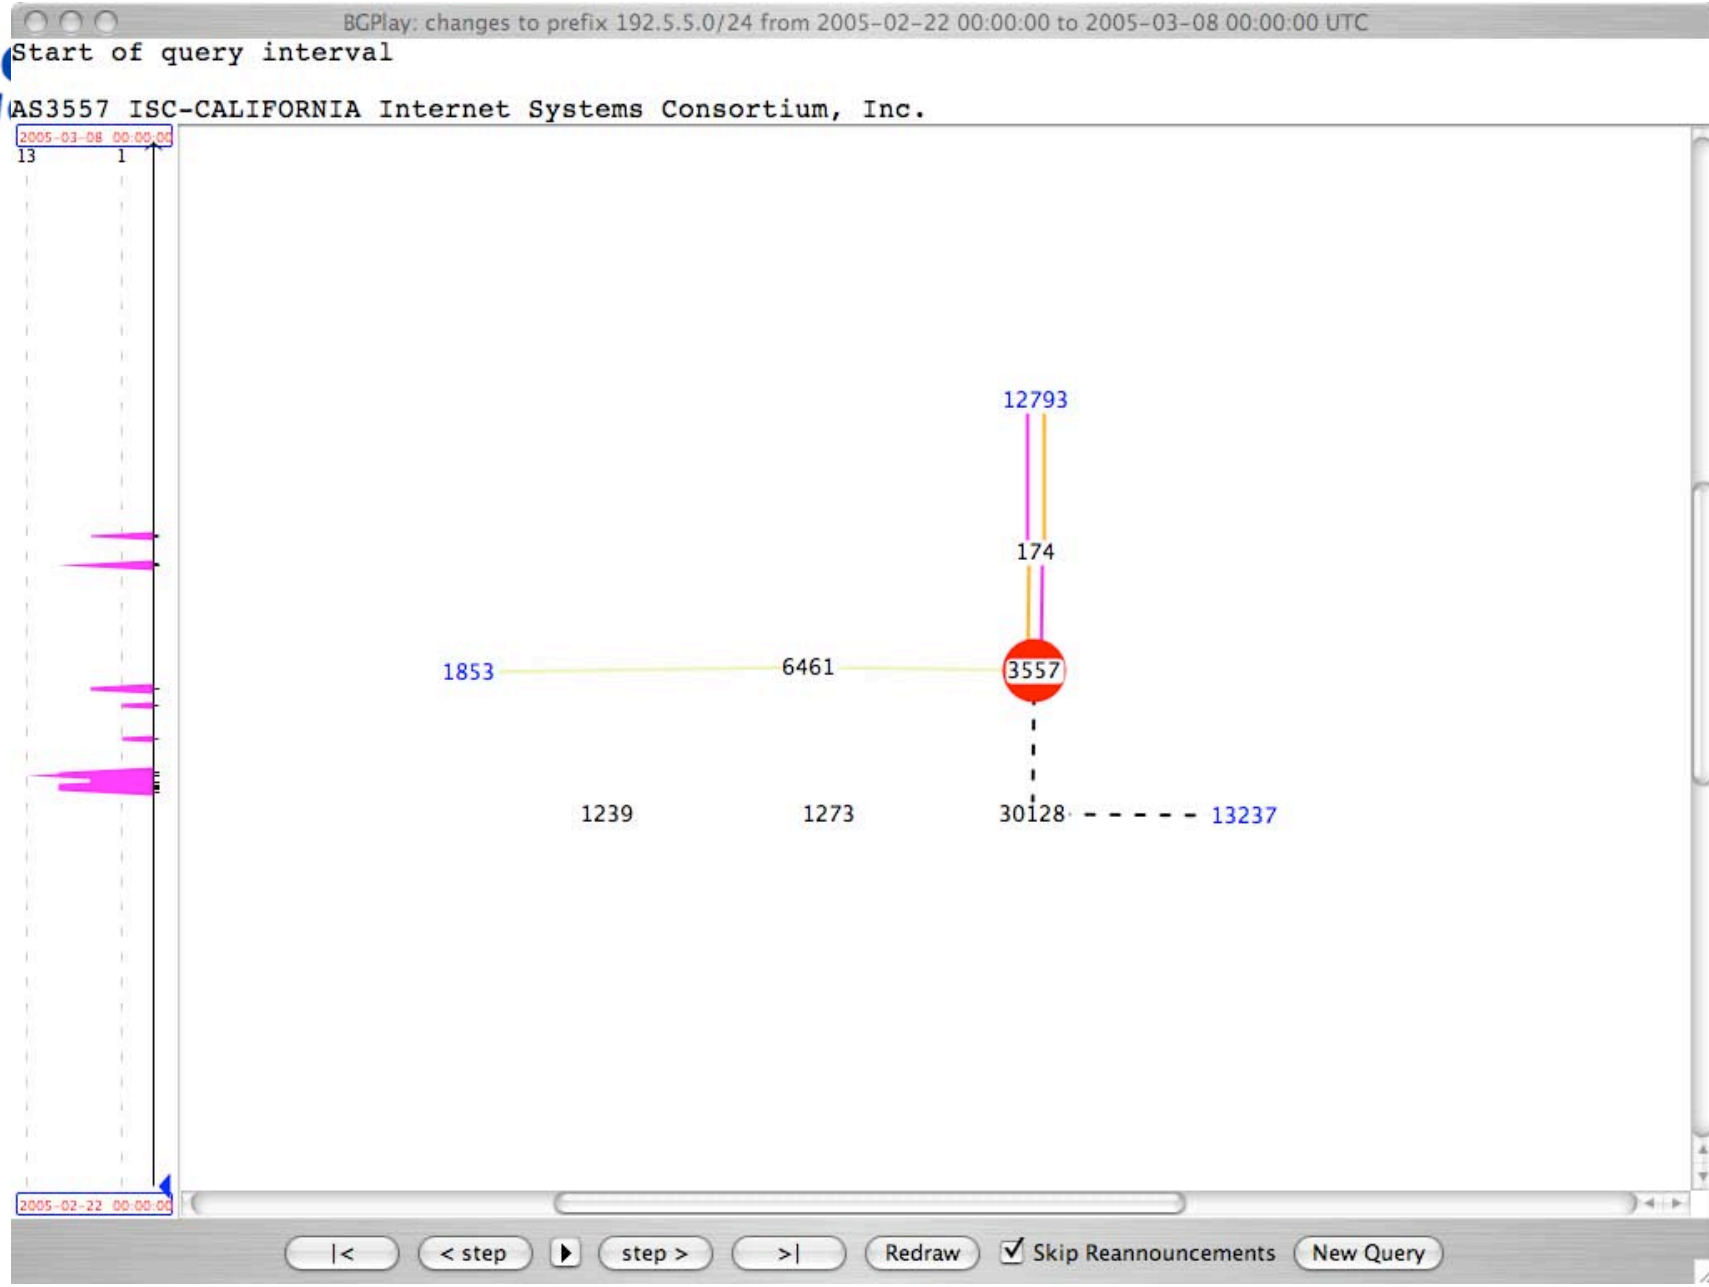 BGPlay: changes to prefix 192.5.5.0/24 from 2005-02-22 00:00:00 to 2005-03-08 00:00:00 UTC
Start of query interval
AS3557 ISC-CALIFORNIA Internet Systems Consortium, Inc.
2005-03-08 00:00:00
13 1
12793
174
1853 6461 3557
1239 1273 30128 13237
2005-02-22 00:00:00
|< < step step > >| Redraw Skip Reannouncements New Query